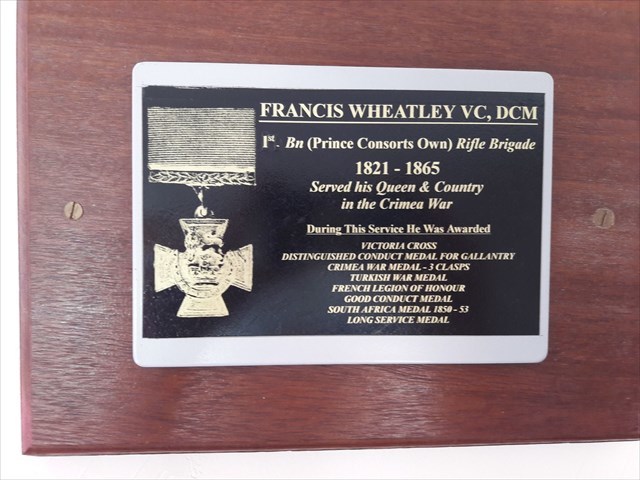 FRANCIS WHEATLEY VC, DCM
1st. Bn (Prince Consorts Own) Rifle Brigade
1821 - 1865
Served his Queen & Country
in the Crimea War
During This Service He Was Awarded
VICTORIA CROSS
DISTINGUISHED CONDUCT MEDAL FOR GALLANTRY
CRIMEA WAR MEDAL - 3 CLASPS
TURKISH WAR MEDAL
FRENCH LEGION OF HONOUR
GOOD CONDUCT MEDAL
SOUTH AFRICA MEDAL 1850 - 53
LONG SERVICE MEDAL